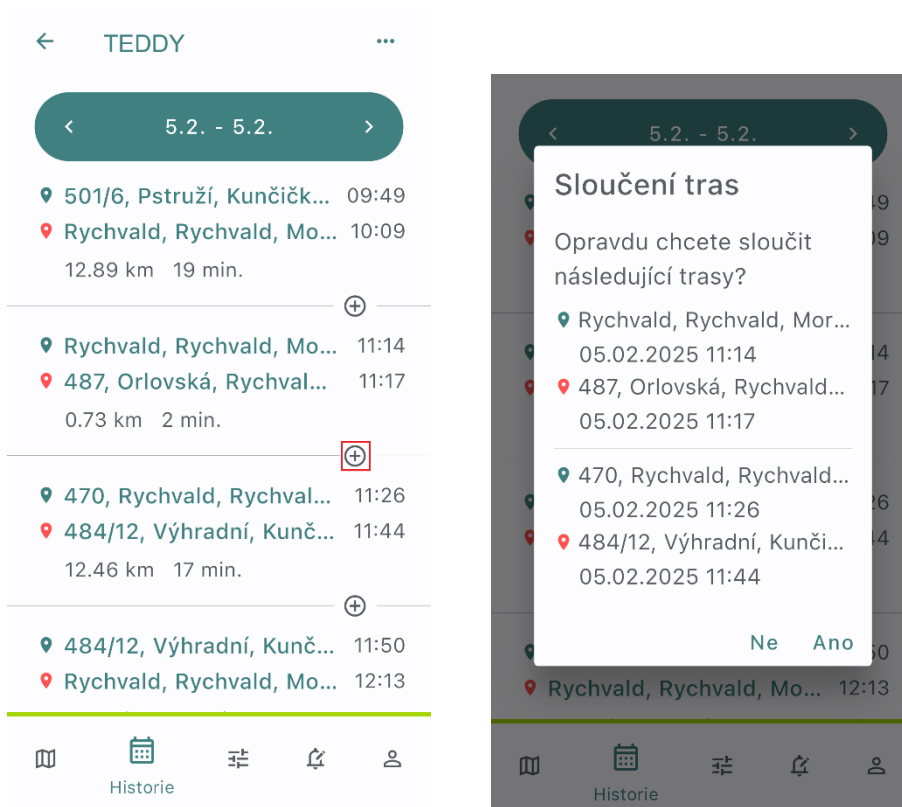 TEDDY
5.2. - 5.2.
501/6, Pstruží, Kunčičk... 09:49
Rychvald, Rychvald, Mo... 10:09
12.89 km 19 min.
Rychvald, Rychvald, Mo... 11:14
487, Orlovská, Rychval... 11:17
0.73 km 2 min.
470, Rychvald, Rychval... 11:26
484/12, Výhradní, Kunč... 11:44
12.46 km 17 min.
484/12, Výhradní, Kunč... 11:50
Rychvald, Rychvald, Mo... 12:13
Historie
5.2. - 5.2.
Sloučení tras
Opravdu chcete sloučit
následující trasy?
Rychvald, Rychvald, Mor...
05.02.2025 11:14
487, Orlovská, Rychvald...
05.02.2025 11:17
470, Rychvald, Rychvald...
05.02.2025 11:26
484/12, Výhradní, Kunči...
05.02.2025 11:44
Ne Ano
Rychvald, Rychvald, Mo... 12:13
Historie